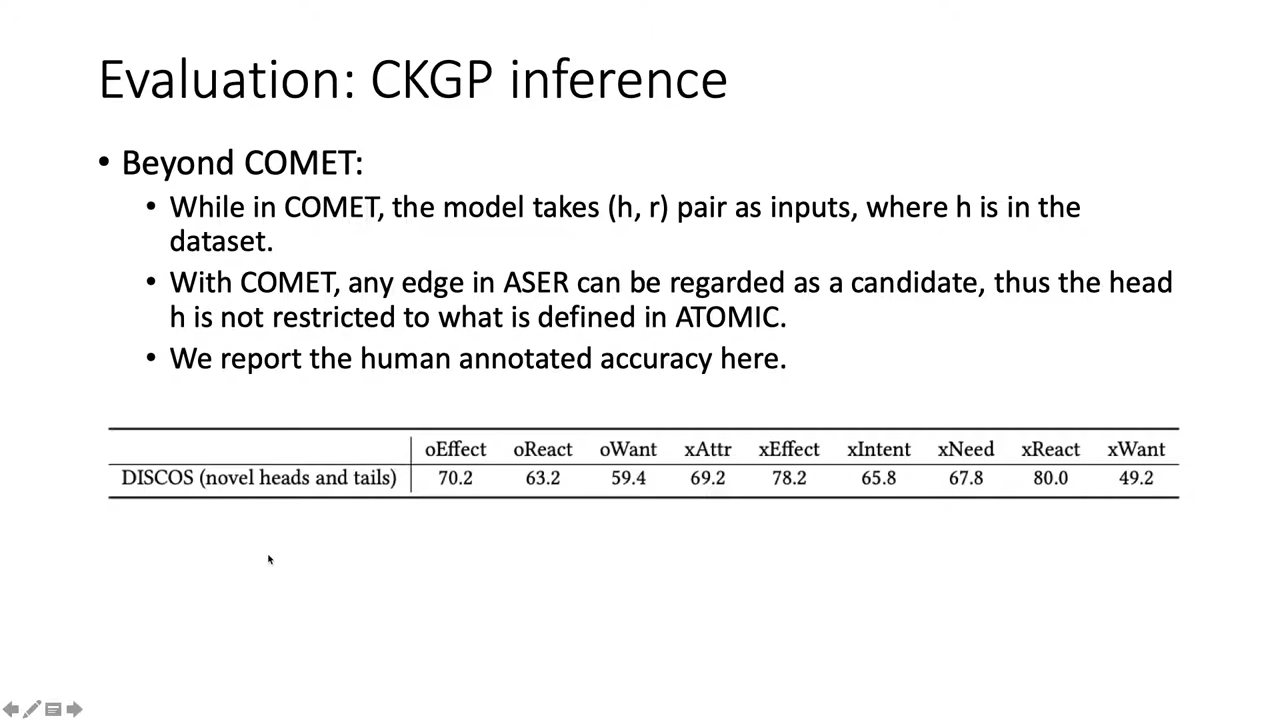 Evaluation: CKGP inference
• Beyond COMET:
• While in COMET, the model takes (h, r) pair as inputs, where h is in the
dataset.
• With COMET, any edge in ASER can be regarded as a candidate, thus the head
h is not restricted to what is defined in ATOMIC.
• We report the human annotated accuracy here.
oEffect oReact oWant xAttr xEffect xIntent xNeed xReact xWant
DISCOS (novel heads and tails) 70.2 63.2 59.4 69.2 78.2 65.8 67.8 80.0 49.2